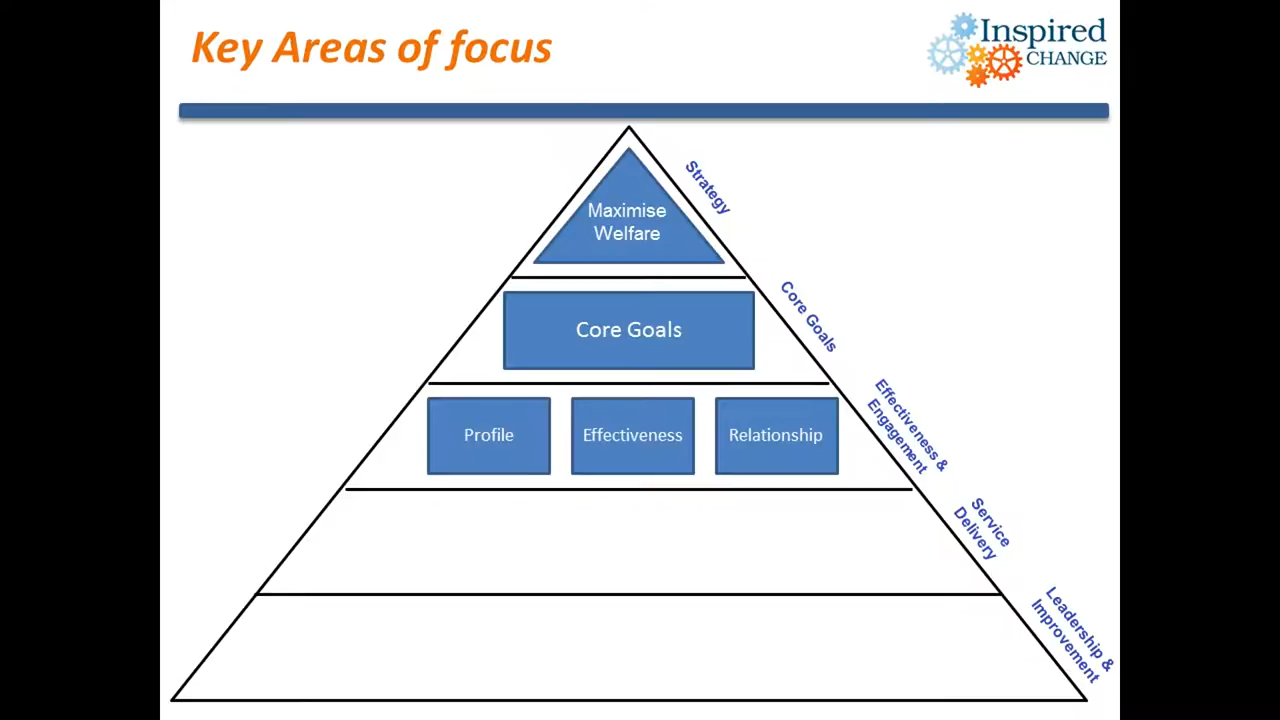 Key Areas of focus
Inspired
CHANGE
Strategy
Maximise
Welfare
Core Goals
Core Goals
Effectiveness &
Engagement
Profile
Effectiveness
Relationship
Service
Delivery
Leadership &
Improvement